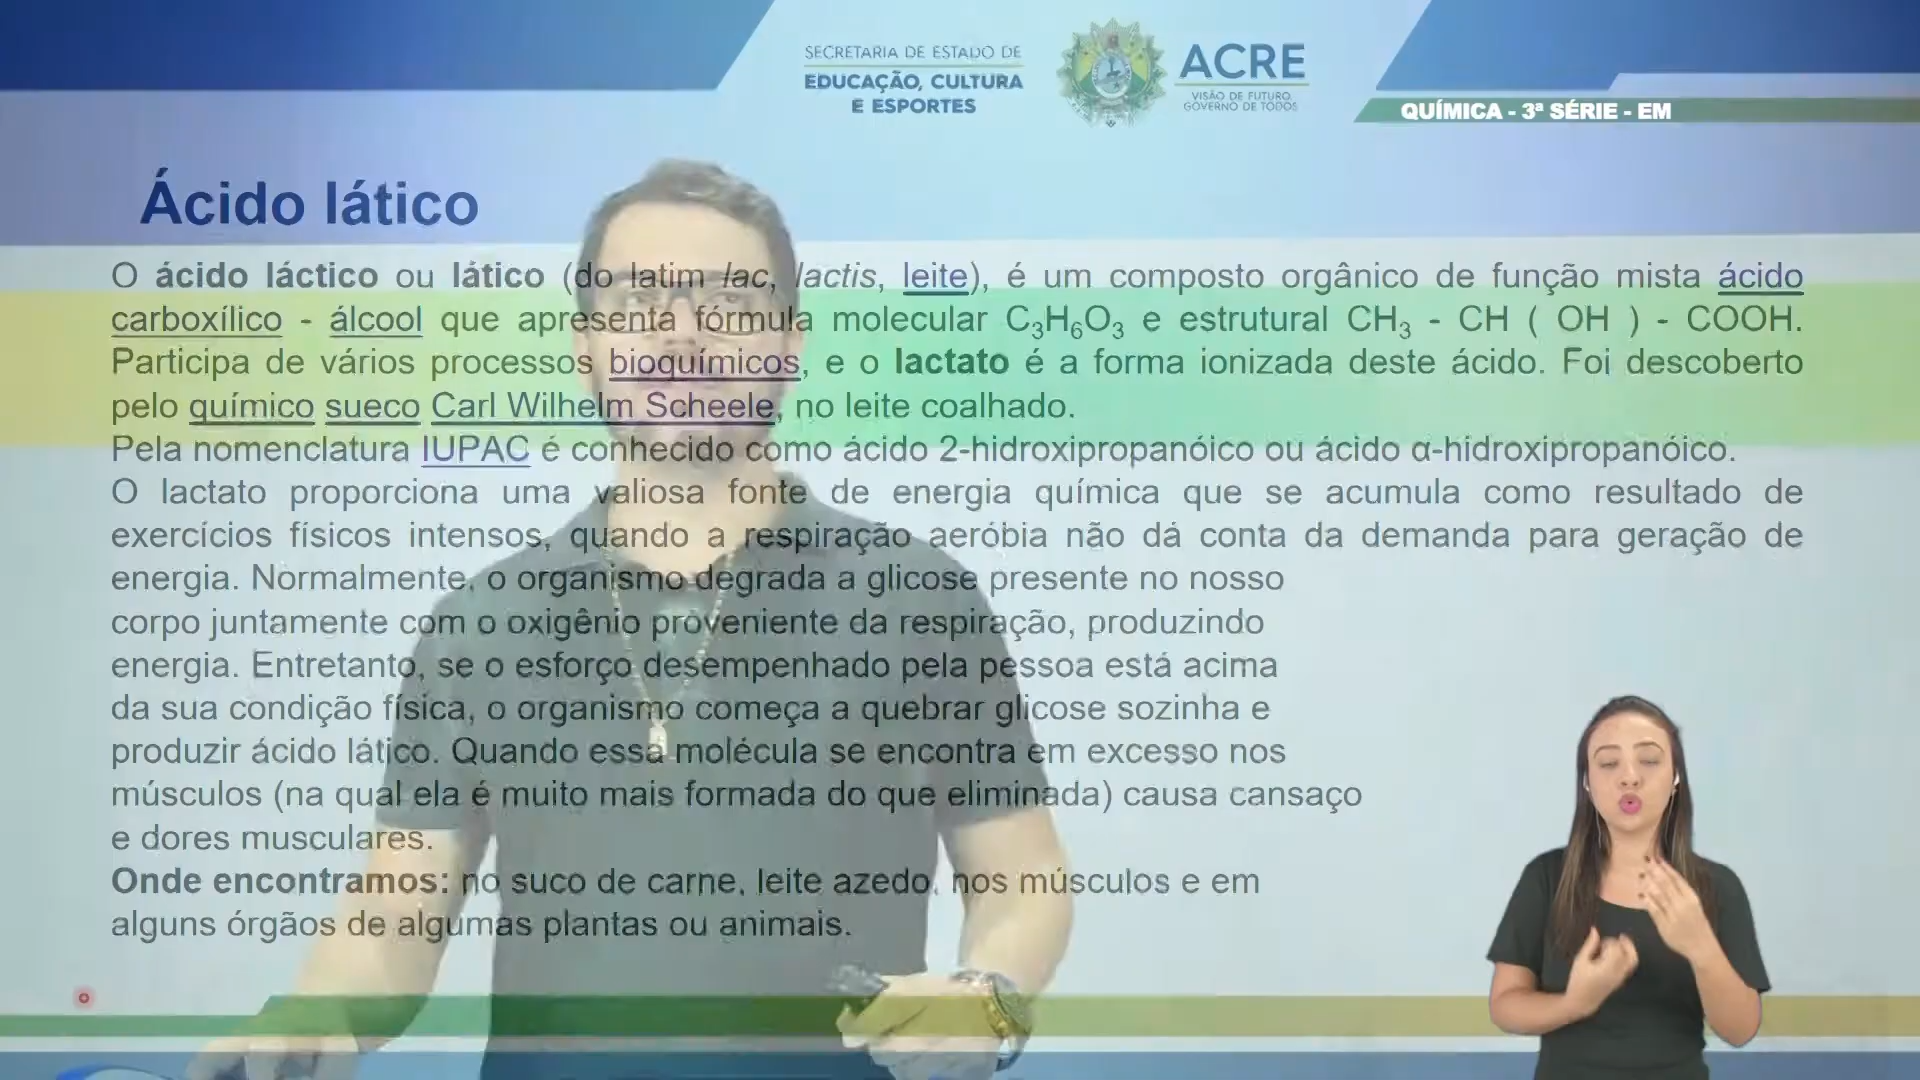 SECRETARIA DE ESTADO DE
EDUCAÇÃO, CULTURA
E ESPORTES
ACRE
VISÃO DE FUTURO,
GOVERNO DE TODOS
QUÍMICA - 3ª SÉRIE - EM
Ácido lático
O ácido láctico ou lático (do latim lac, lactis, leite), é um composto orgânico de função mista ácido
carboxílico - álcool que apresenta fórmula molecular C₃H₆O₃ e estrutural CH₃ - CH ( OH ) - COOH.
Participa de vários processos bioquímicos, e o lactato é a forma ionizada deste ácido. Foi descoberto
pelo químico sueco Carl Wilhelm Scheele, no leite coalhado.
Pela nomenclatura IUPAC é conhecido como ácido 2-hidroxipropanóico ou ácido α-hidroxipropanóico.
O lactato proporciona uma valiosa fonte de energia química que se acumula como resultado de
exercícios físicos intensos, quando a respiração aeróbia não dá conta da demanda para geração de
energia. Normalmente, o organismo degrada a glicose presente no nosso
corpo juntamente com o oxigênio proveniente da respiração, produzindo
energia. Entretanto, se o esforço desempenhado pela pessoa está acima
da sua condição física, o organismo começa a quebrar glicose sozinha e
produzir ácido lático. Quando essa molécula se encontra em excesso nos
músculos (na qual ela é muito mais formada do que eliminada) causa cansaço
e dores musculares.
Onde encontramos: no suco de carne, leite azedo, nos músculos e em
alguns órgãos de algumas plantas ou animais.